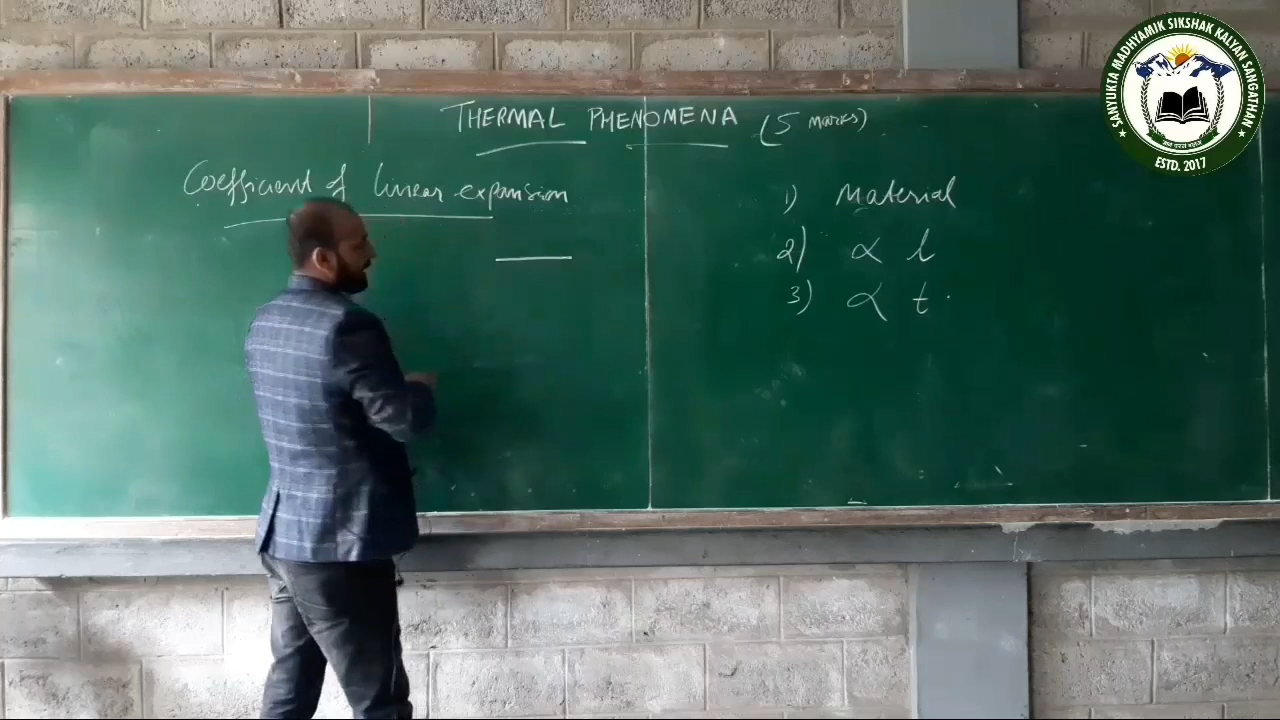 THERMAL PHENOMENA (5 marks)
Coefficient of linear expansion
1) Material
2) ∝ l
3) ∝ t
SANYUKTA MADHYAMIK SIKSHAK KALYAN SANGATHAN
ESTD. 2017